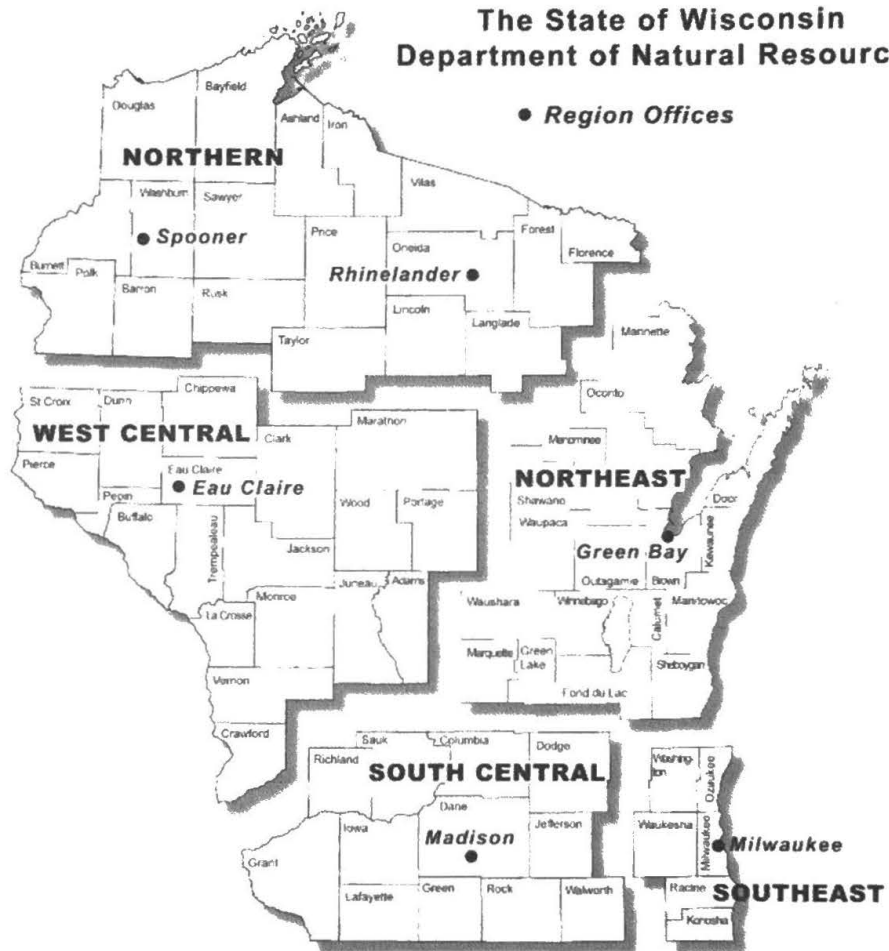 The State of Wisconsin
Department of Natural Resourc
Region Offices
Douglas
Bayfield
Ashland
Iron
NORTHERN
Vilas
Washburn
Sawyer
Spooner
Price
Oneida
Forest
Florence
Rhinelander
Burnett
Polk
Barron
Rusk
Lincoln
Langlade
Taylor
Marinette
St Croix
Dunn
Chippewa
Oconto
WEST CENTRAL
Clark
Marathon
Menominee
Pierce
Eau Claire
Eau Claire
NORTHEAST
Pepin
Wood
Portage
Shawano
Door
Buffalo
Waupaca
Trempealeau
Green Bay
Kewaunee
Jackson
Outagamie
Brown
Monroe
Juneau
Adams
Waushara
Winnebago
Calumet
Manitowoc
La Crosse
Marquette
Green
Lake
Sheboygan
Vernon
Fond du Lac
Crawford
Sauk
Columbia
Dodge
Richland
SOUTH CENTRAL
Washing-
ton
Ozaukee
Dane
Iowa
Madison
Jefferson
Waukesha
Milwaukee
Milwaukee
Grant
Lafayette
Green
Rock
Walworth
Racine
SOUTHEAST
Kenosha